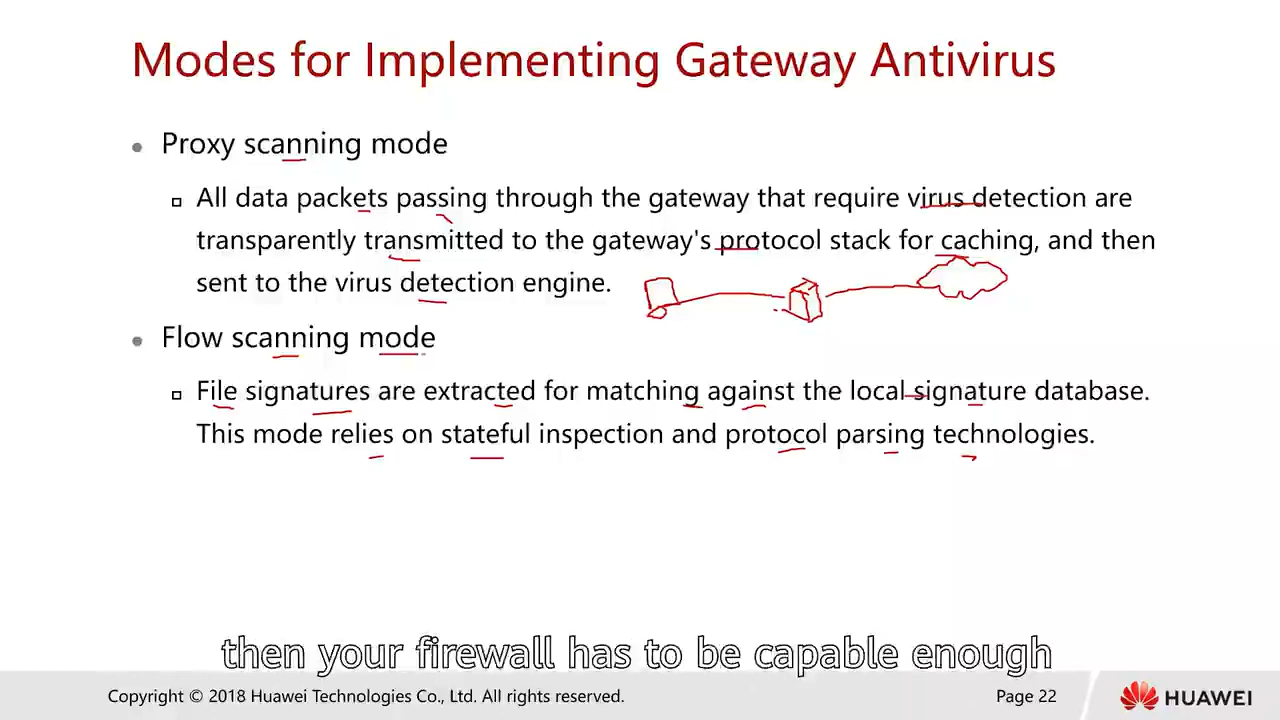 Modes for Implementing Gateway Antivirus
Proxy scanning mode
All data packets passing through the gateway that require virus detection are
transparently transmitted to the gateway's protocol stack for caching, and then
sent to the virus detection engine.
Flow scanning mode
File signatures are extracted for matching against the local signature database.
This mode relies on stateful inspection and protocol parsing technologies.
then your firewall has to be capable enough
Copyright © 2018 Huawei Technologies Co., Ltd. All rights reserved.
Page 22
HUAWEI